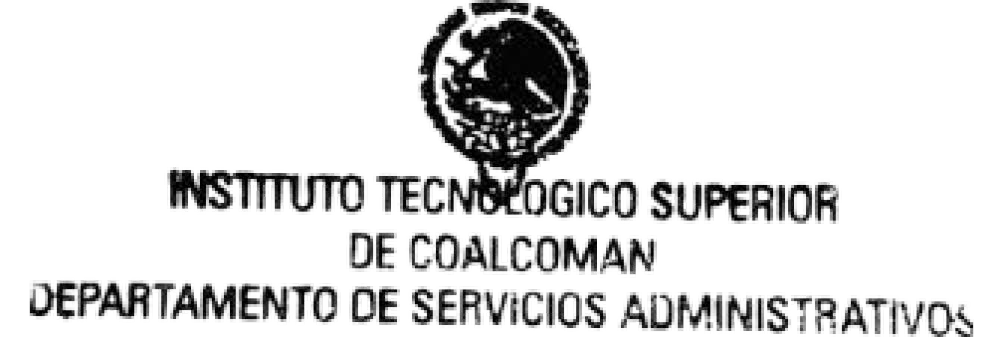 INSTITUTO TECNOLOGICO SUPERIOR
DE COALCOMAN
DEPARTAMENTO DE SERVICIOS ADMINISTRATIVOS